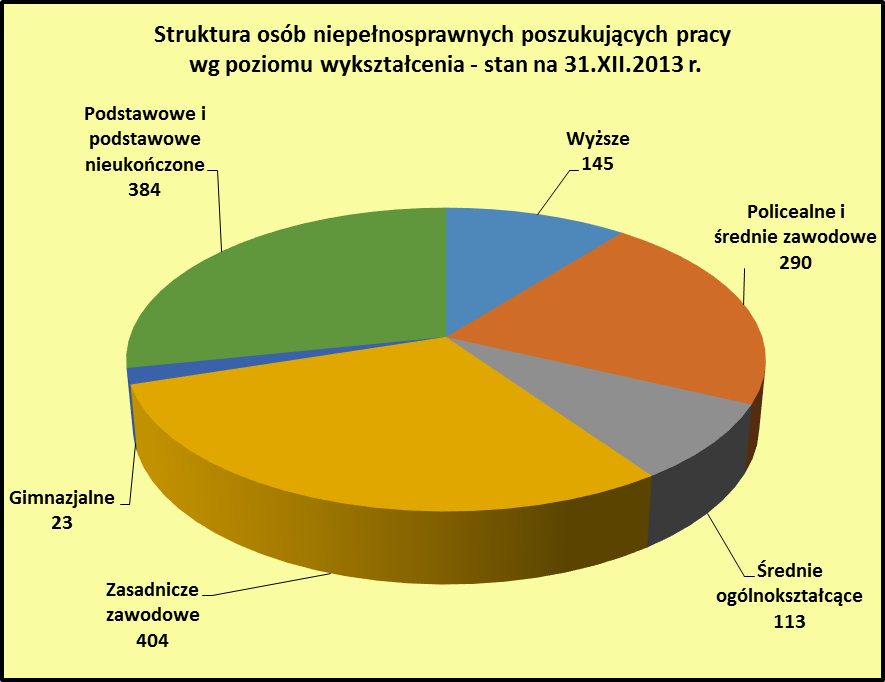 Struktura osób niepełnosprawnych poszukujących pracy
wg poziomu wykształcenia - stan na 31.XII.2013 r.
Podstawowe i
podstawowe
nieukończone
384
Wyższe
145
Policealne i
średnie zawodowe
290
Gimnazjalne
23
Zasadnicze
zawodowe
404
Średnie
ogólnokształcące
113